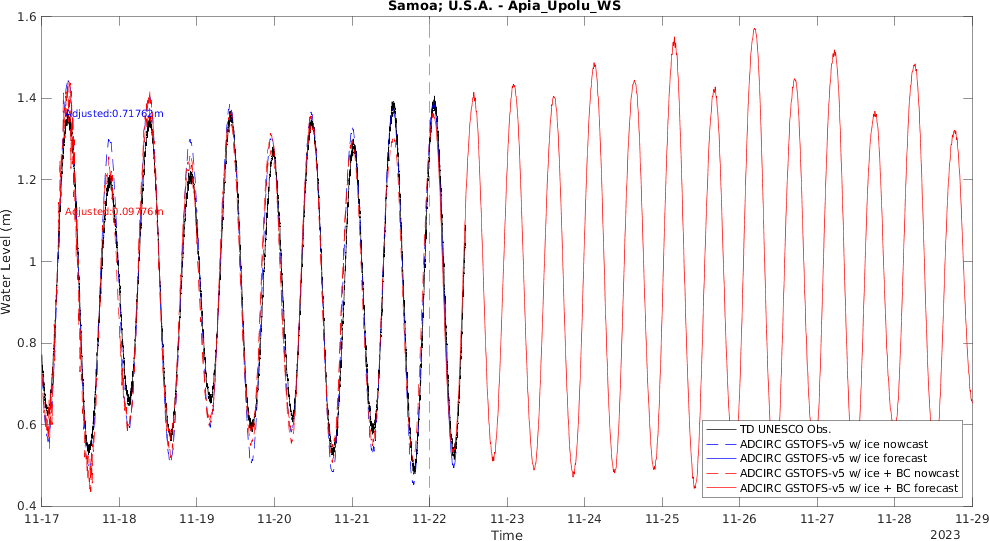 Samoa; U.S.A. - Apia_Upolu_WS
1.6
1.4
1.2
1
0.8
0.6
0.4
Water Level (m)
Adjusted:0.71762m
Adjusted:0.09776m
TD UNESCO Obs.
ADCIRC GSTOFS-v5 w/ ice nowcast
ADCIRC GSTOFS-v5 w/ ice forecast
ADCIRC GSTOFS-v5 w/ ice + BC nowcast
ADCIRC GSTOFS-v5 w/ ice + BC forecast
11-17 11-18 11-19 11-20 11-21 11-22 11-23 11-24 11-25 11-26 11-27 11-28 11-29
Time
2023